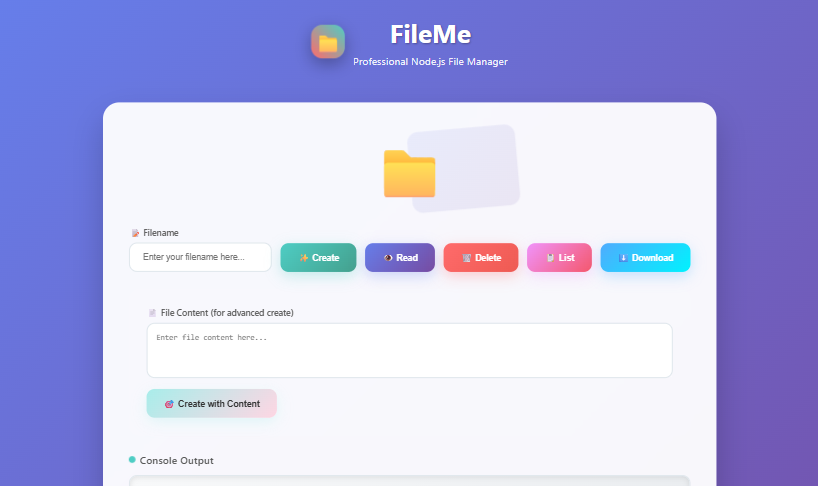 FileMe
Professional Node.js File Manager
Filename
Enter your filename here...
Create
Read
Delete
List
Download
File Content (for advanced create)
Enter file content here...
Create with Content
Console Output